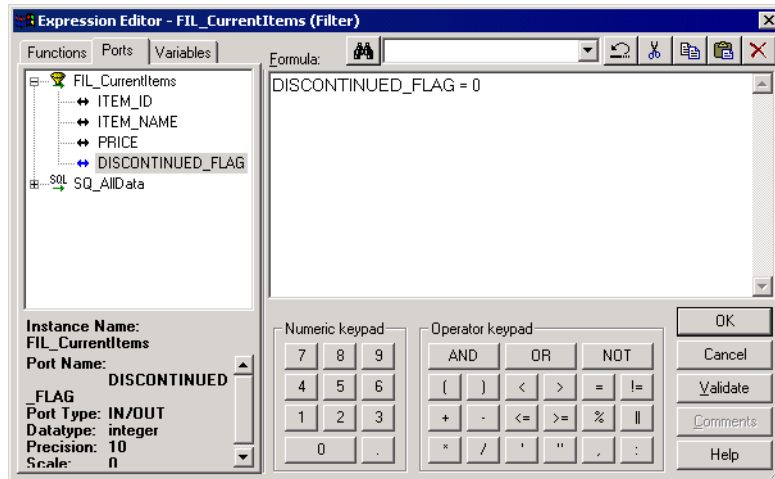 Expression Editor - FIL_CurrentItems (Filter)
Functions Ports Variables
Formula:
FIL_CurrentItems
ITEM_ID
ITEM_NAME
PRICE
DISCONTINUED_FLAG
SQL SQ_AllData
DISCONTINUED_FLAG = 0
Instance Name:
FIL_CurrentItems
Port Name:
DISCONTINUED
_FLAG
Port Type: IN/OUT
Datatype: integer
Precision: 10
Scale: 0
Numeric keypad
7 8 9
4 5 6
1 2 3
0 .
Operator keypad
AND OR NOT
( ) < > = !=
+ - <= >= % ||
* / ' " , :
OK
Cancel
Validate
Comments
Help